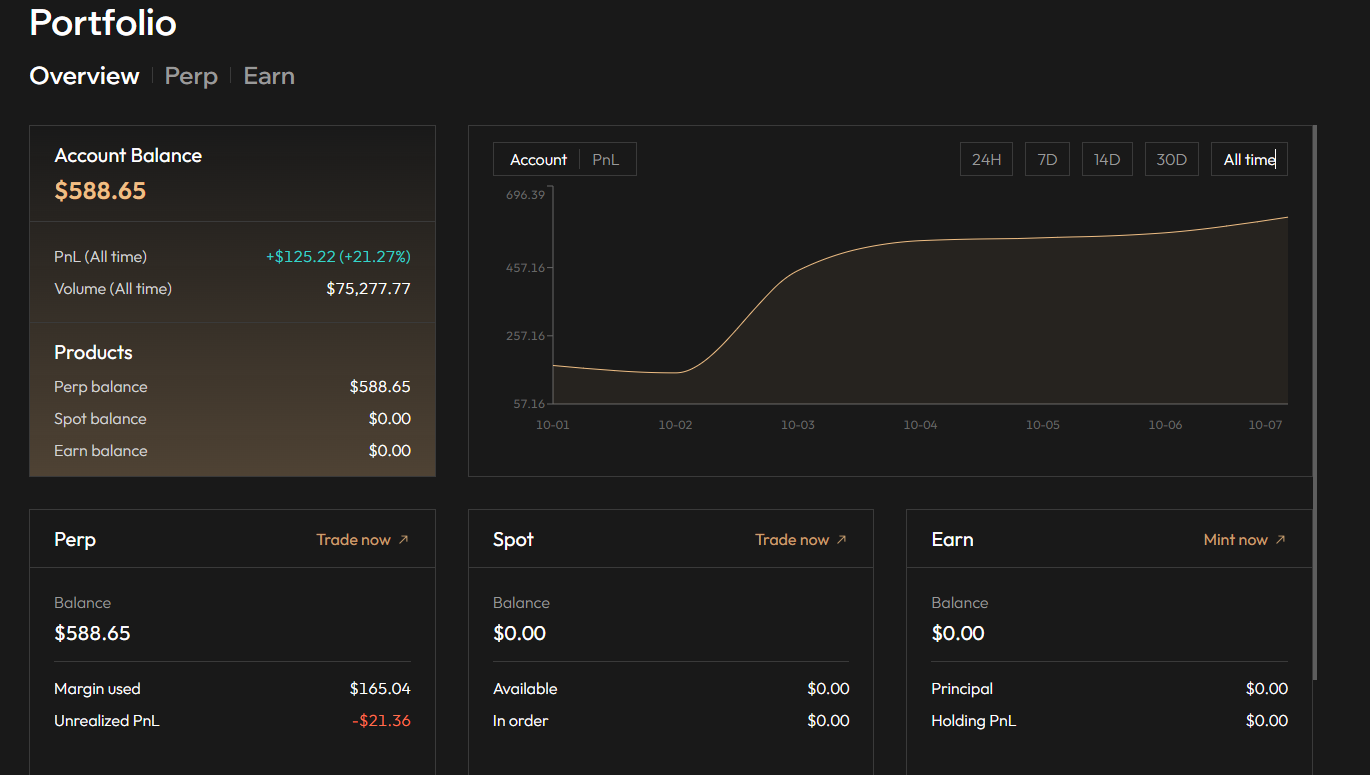 Portfolio
Overview Perp Earn
Account Balance
$588.65
PnL (All time) +$125.22 (+21.27%)
Volume (All time) $75,277.77
Products
Perp balance $588.65
Spot balance $0.00
Earn balance $0.00
Account PnL 24H 7D 14D 30D All time
696.39
457.16
257.16
57.16
10-01 10-02 10-03 10-04 10-05 10-06 10-07
Perp Trade now ↗
Balance
$588.65
Margin used $165.04
Unrealized PnL -$21.36
Spot Trade now ↗
Balance
$0.00
Available $0.00
In order $0.00
Earn Mint now ↗
Balance
$0.00
Principal $0.00
Holding PnL $0.00